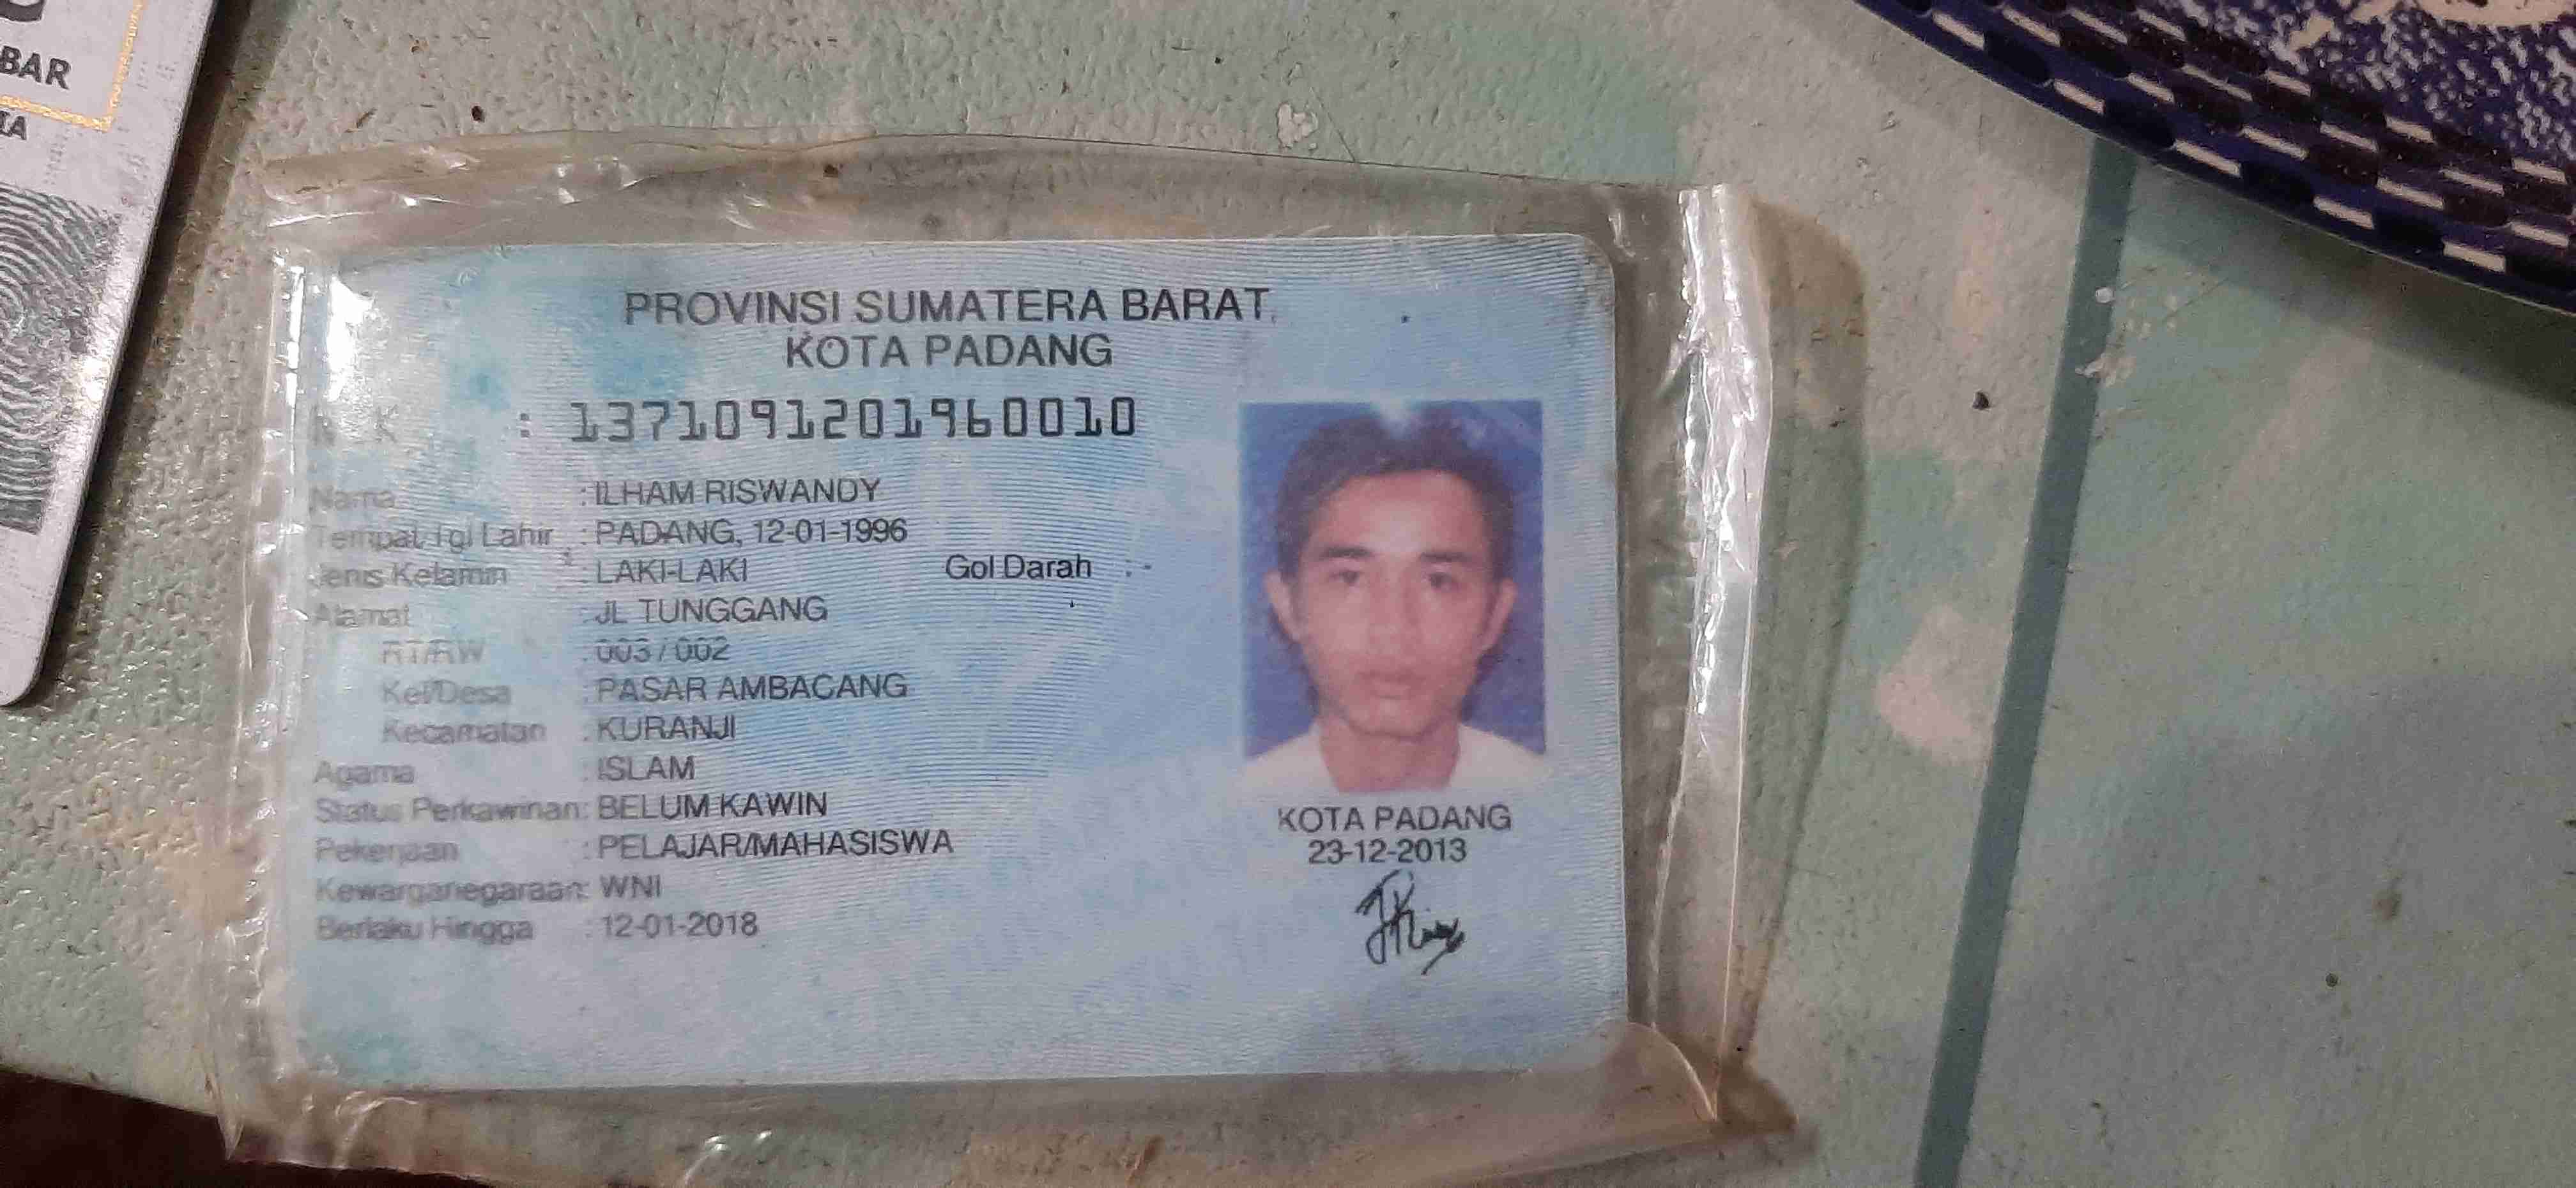 BAR
IA
PROVINSI SUMATERA BARAT
KOTA PADANG
NIK : 1371091201960010
Nama : ILHAM RISWANDY
Tempat/Tgl Lahir : PADANG, 12-01-1996
Jenis Kelamin : LAKI-LAKI Gol Darah : -
Alamat : JL TUNGGANG
RT/RW : 003 / 002
Kel/Desa : PASAR AMBACANG
Kecamatan : KURANJI
Agama : ISLAM
Status Perkawinan: BELUM KAWIN
Pekerjaan : PELAJAR/MAHASISWA
Kewarganegaraan: WNI
Berlaku Hingga : 12-01-2018
KOTA PADANG
23-12-2013